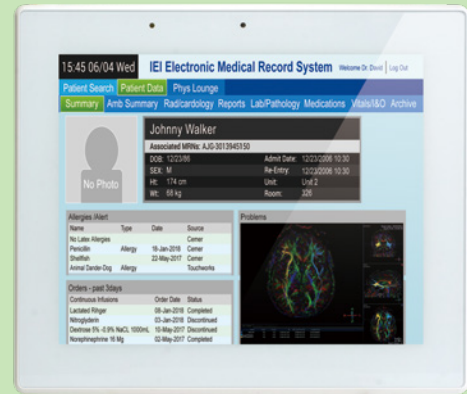 15:45 06/04 Wed IEI Electronic Medical Record System Welcome Dr. David | Log Out
Patient Search Patient Data Phys Lounge
Summary Amb Summary Radicardology Reports Lab/Pathology Medications Vitals/I&O Archive
No Photo
Johnny Walker
Associated MRNs: AJG-3013945150
DOB: 12/23/86 Admit Date: 12/23/2006 10:30
SEX: M Re-Entry: 12/23/2006 10:30
Ht: 174 cm Unit: Unit 2
Wt: 68 kg Room: 326
Allergies /Alert
Name Type Date Source
No Latex Allergies Cerner
Penicillin Allergy 16-Jan-2018 Cerner
Shellfish 22-May-2017 Cerner
Animal Dander-Dog Allergy Touchworks
Problems
Orders - past 3days
Continuous Infusions Order Date Status
Lactated Ringer 08-Jan-2018 Completed
Nitroglyderin 03-Jan-2018 Discontinued
Dextrose 5% -0.9% NACL 1000mL 10-May-2017 Discontinued
Norephinephrine 16 Mg 02-May-2017 Completed